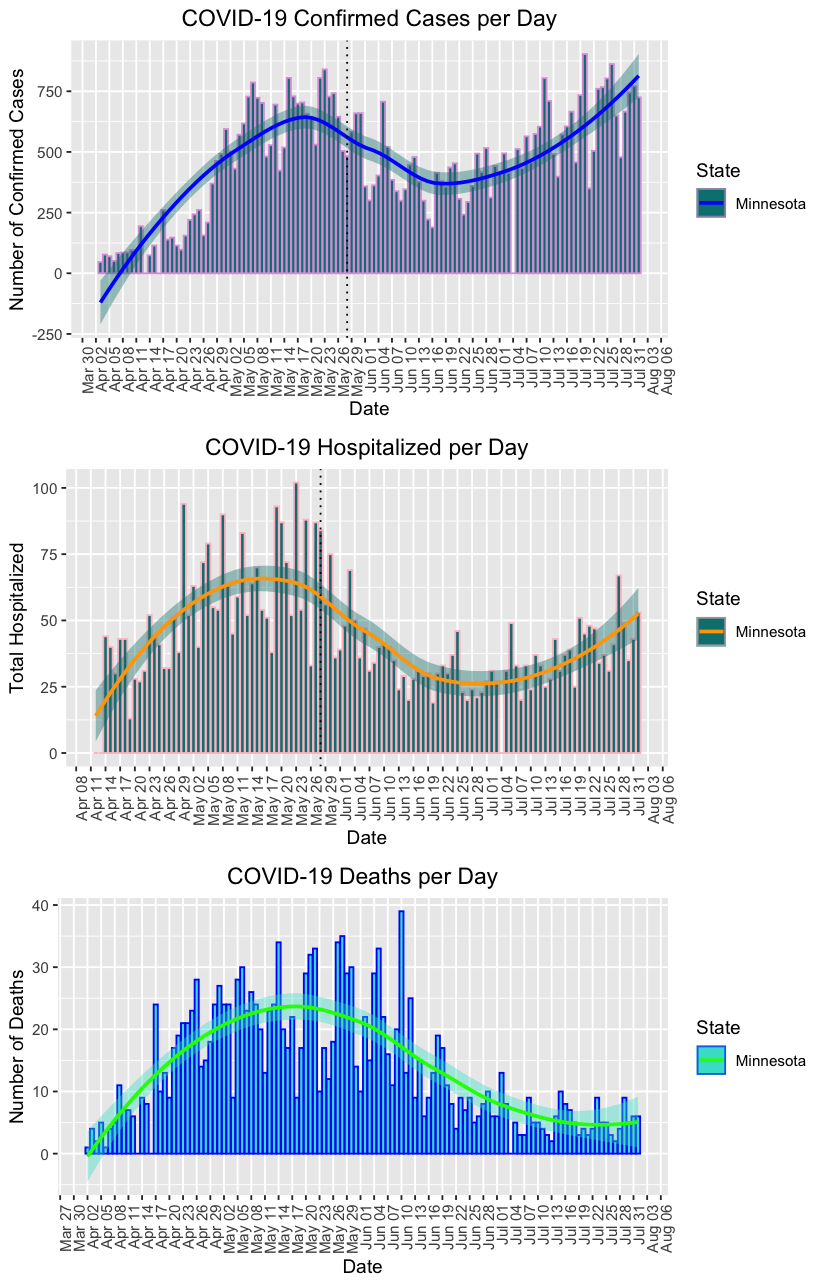 COVID-19 Confirmed Cases per Day
Number of Confirmed Cases
750
500
250
0
-250
Mar 30
Apr 02
Apr 05
Apr 08
Apr 11
Apr 14
Apr 17
Apr 20
Apr 23
Apr 26
Apr 29
May 02
May 05
May 08
May 11
May 14
May 17
May 20
May 23
May 26
May 29
Jun 01
Jun 04
Jun 07
Jun 10
Jun 13
Jun 16
Jun 19
Jun 22
Jun 25
Jun 28
Jul 01
Jul 04
Jul 07
Jul 10
Jul 13
Jul 16
Jul 19
Jul 22
Jul 25
Jul 28
Jul 31
Aug 03
Aug 06
Date
State
Minnesota
COVID-19 Hospitalized per Day
Total Hospitalized
100
75
50
25
0
Apr 08
Apr 11
Apr 14
Apr 17
Apr 20
Apr 23
Apr 26
Apr 29
May 02
May 05
May 08
May 11
May 14
May 17
May 20
May 23
May 26
May 29
Jun 01
Jun 04
Jun 07
Jun 10
Jun 13
Jun 16
Jun 19
Jun 22
Jun 25
Jun 28
Jul 01
Jul 04
Jul 07
Jul 10
Jul 13
Jul 16
Jul 19
Jul 22
Jul 25
Jul 28
Jul 31
Aug 03
Aug 06
Date
State
Minnesota
COVID-19 Deaths per Day
Number of Deaths
40
30
20
10
0
Mar 27
Mar 30
Apr 02
Apr 05
Apr 08
Apr 11
Apr 14
Apr 17
Apr 20
Apr 23
Apr 26
Apr 29
May 02
May 05
May 08
May 11
May 14
May 17
May 20
May 23
May 26
May 29
Jun 01
Jun 04
Jun 07
Jun 10
Jun 13
Jun 16
Jun 19
Jun 22
Jun 25
Jun 28
Jul 01
Jul 04
Jul 07
Jul 10
Jul 13
Jul 16
Jul 19
Jul 22
Jul 25
Jul 28
Jul 31
Aug 03
Aug 06
Date
State
Minnesota